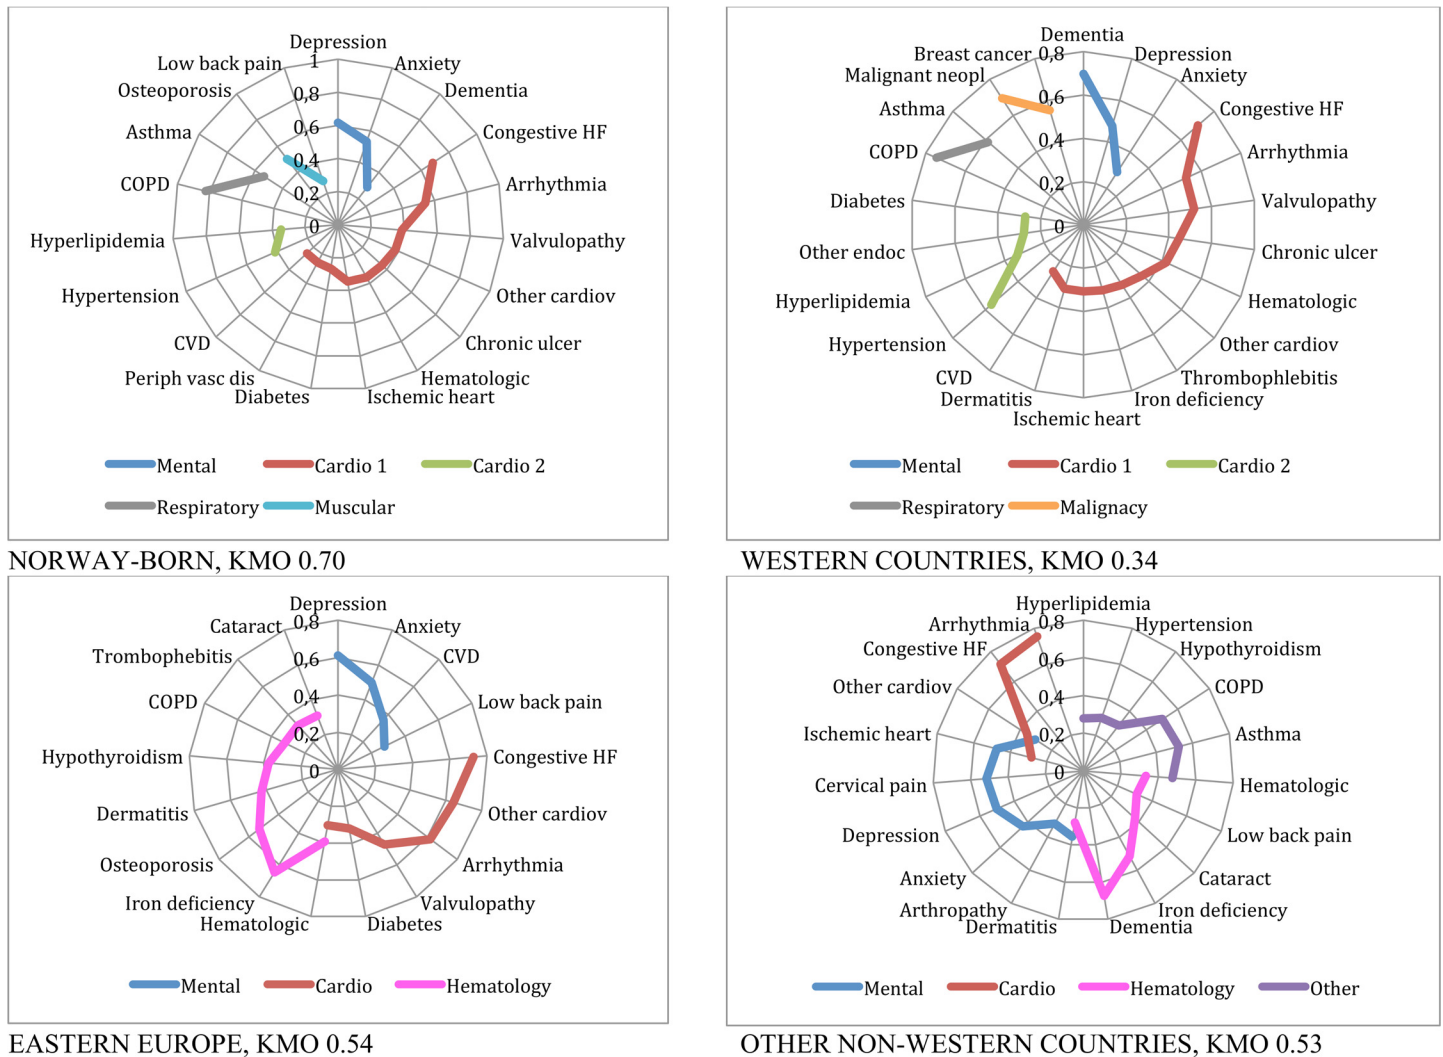 Depression
Low back pain
Anxiety
Osteoporosis
Dementia
Asthma
Congestive HF
COPD
Arrhythmia
Hyperlipidemia
Valvulopathy
Hypertension
Other cardiov
CVD
Chronic ulcer
Periph vasc dis
Hematologic
Diabetes
Ischemic heart
1
0,8
0,6
0,4
0,2
0
Mental
Cardio 1
Cardio 2
Respiratory
Muscular
NORWAY-BORN, KMO 0.70
Dementia
Breast cancer
Depression
Malignant neopl
Anxiety
Asthma
Congestive HF
COPD
Arrhythmia
Diabetes
Valvulopathy
Other endoc
Chronic ulcer
Hyperlipidemia
Hematologic
Hypertension
Other cardiov
CVD
Thrombophlebitis
Dermatitis
Iron deficiency
Ischemic heart
0,8
0,6
0,4
0,2
0
Mental
Cardio 1
Cardio 2
Respiratory
Malignacy
WESTERN COUNTRIES, KMO 0.34
Depression
Cataract
Anxiety
Trombophebitis
CVD
COPD
Low back pain
Hypothyroidism
Congestive HF
Dermatitis
Other cardiov
Osteoporosis
Arrhythmia
Iron deficiency
Valvulopathy
Hematologic
Diabetes
0,8
0,6
0,4
0,2
0
Mental
Cardio
Hematology
EASTERN EUROPE, KMO 0.54
Hyperlipidemia
Arrhythmia
Hypertension
Congestive HF
Hypothyroidism
Other cardiov
COPD
Ischemic heart
Asthma
Cervical pain
Hematologic
Depression
Low back pain
Anxiety
Cataract
Arthropathy
Iron deficiency
Dermatitis
Dementia
0,8
0,6
0,4
0,2
0
Mental
Cardio
Hematology
Other
OTHER NON-WESTERN COUNTRIES, KMO 0.53